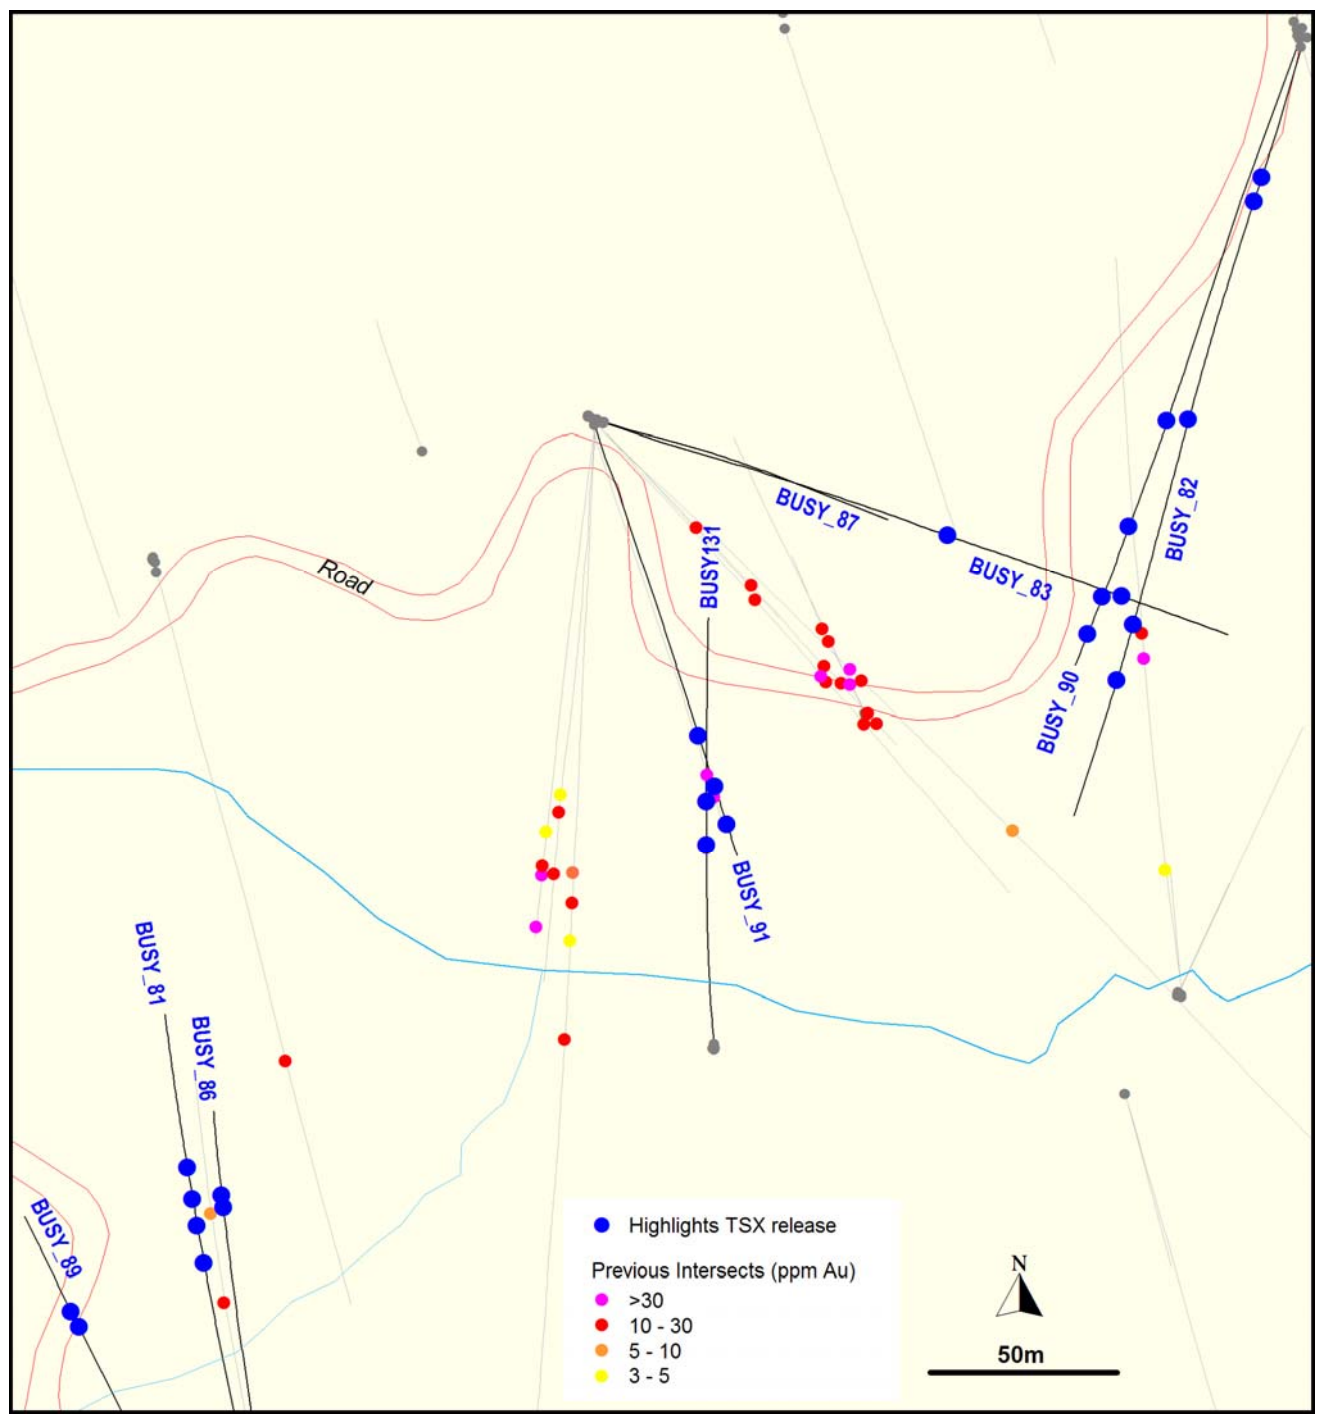 BUSY_82
BUSY_87
BUSY131
BUSY_83
Road
BUSY_90
BUSY_91
BUSY_81
BUSY_86
BUSY_89
Highlights TSX release
Previous Intersects (ppm Au)
>30
10 - 30
5 - 10
3 - 5
N
50m